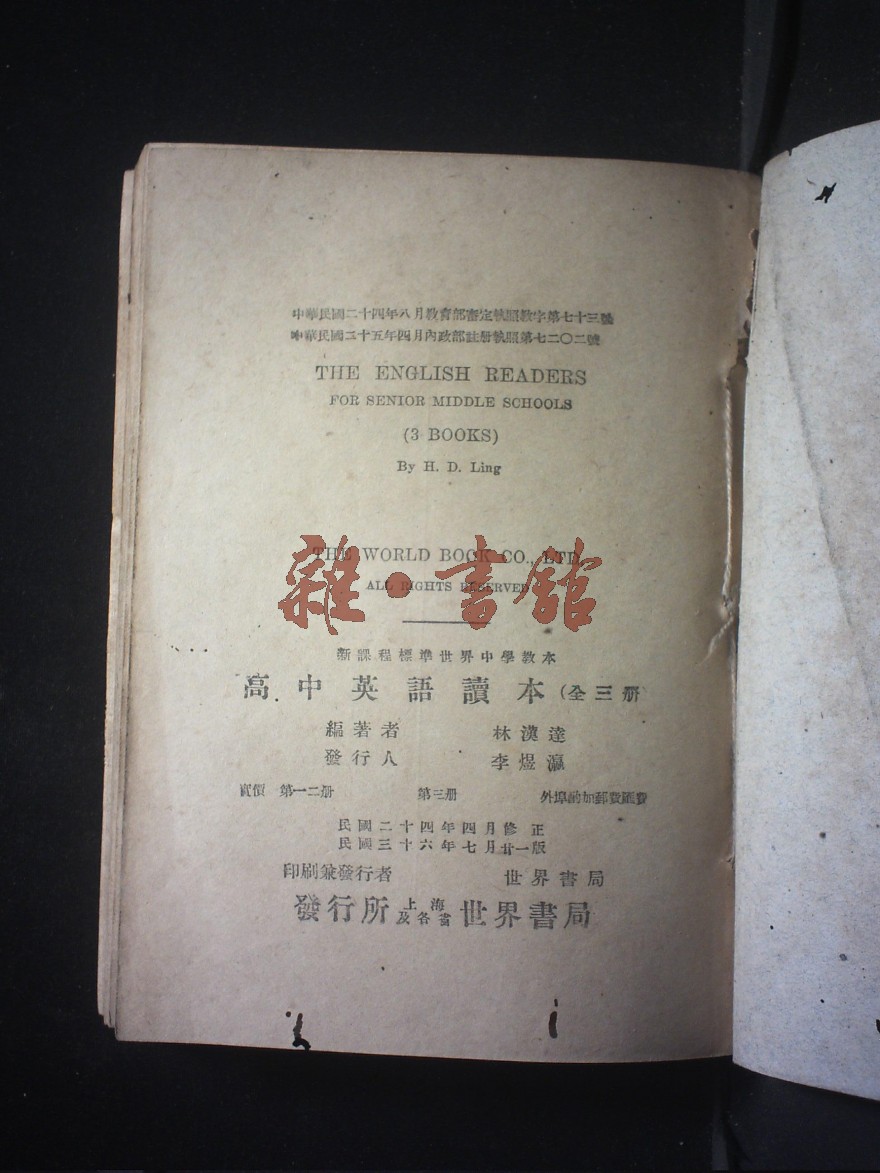 中華民國二十四年八月教育部審定執照教字第七十三號
中華民國二十五年四月內政部註册執照第七二〇二號
THE ENGLISH READERS
FOR SENIOR MIDDLE SCHOOLS
(3 BOOKS)
By H. D. Ling
THE WORLD BOOK CO., LTD.
ALL RIGHTS RESERVED
雜·書館
新課程標準世界中學教本
高中英語讀本(全三册)
編著者 林漢達
發行人 李煜瀛
實價 第一二册 第三册 外埠酌加郵費匯費
民國二十四年四月修正
民國三十六年七月廿一版
印刷兼發行者 世界書局
發行所 上海及各省 世界書局